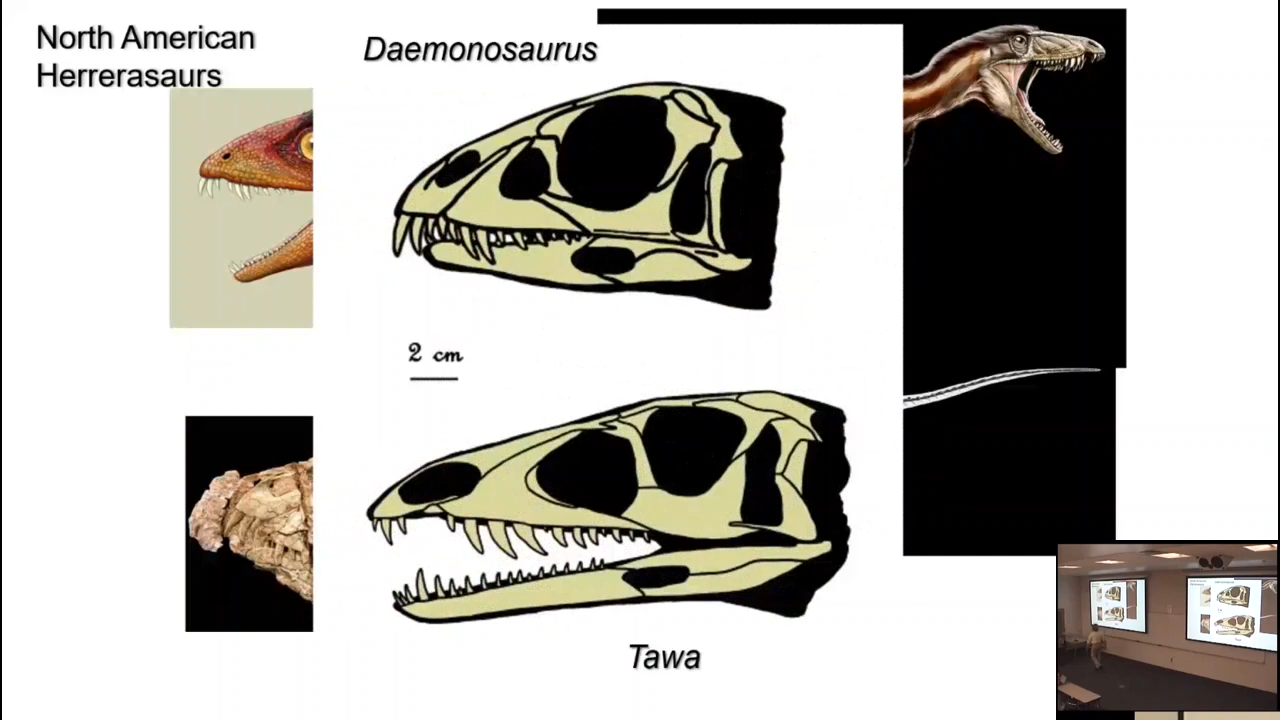 North American
Herrerasaurs
Daemonosaurus
2 cm
Tawa